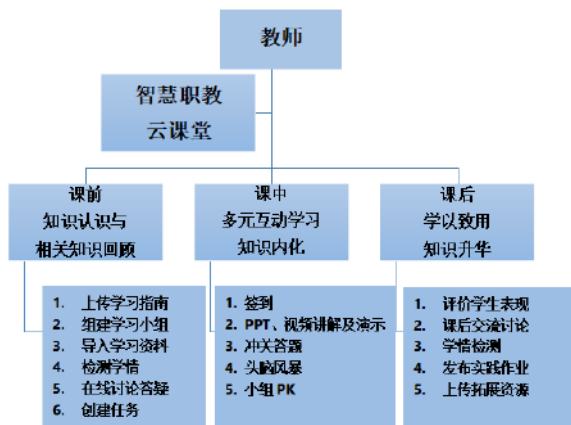 教师
智慧职教
云课堂
课前
知识认识与
相关知识回顾
课中
多元互动学习
知识内化
课后
学以致用
知识升华
1. 上传学习指南
2. 组建学习小组
3. 导入学习资料
4. 检测学情
5. 在线讨论答疑
6. 创建任务
1. 签到
2. PPT、视频讲解及演示
3. 冲关答题
4. 头脑风暴
5. 小组 PK
1. 评价学生表现
2. 课后交流讨论
3. 学情检测
4. 发布实践作业
5. 上传拓展资源